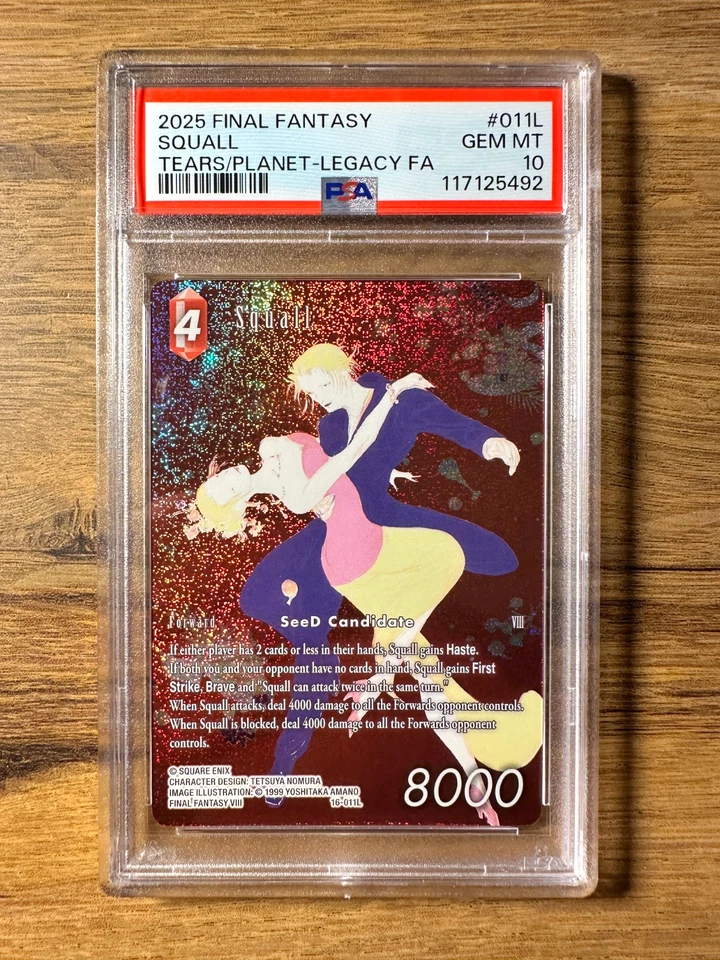 2025 FINAL FANTASY #011L
SQUALL GEM MT
TEARS/PLANET-LEGACY FA 10
PSA 117125492
4 Squall
Forward SeeD Candidate VIII
If either player has 2 cards or less in their hands, Squall gains Haste.
If both you and your opponent have no cards in hand, Squall gains First
Strike, Brave and "Squall can attack twice in the same turn."
When Squall attacks, deal 4000 damage to all the Forwards opponent controls.
When Squall is blocked, deal 4000 damage to all the Forwards opponent
controls.
© SQUARE ENIX
CHARACTER DESIGN: TETSUYA NOMURA
IMAGE ILLUSTRATION: © 1999 YOSHITAKA AMANO
FINAL FANTASY VIII 16-011L
8000